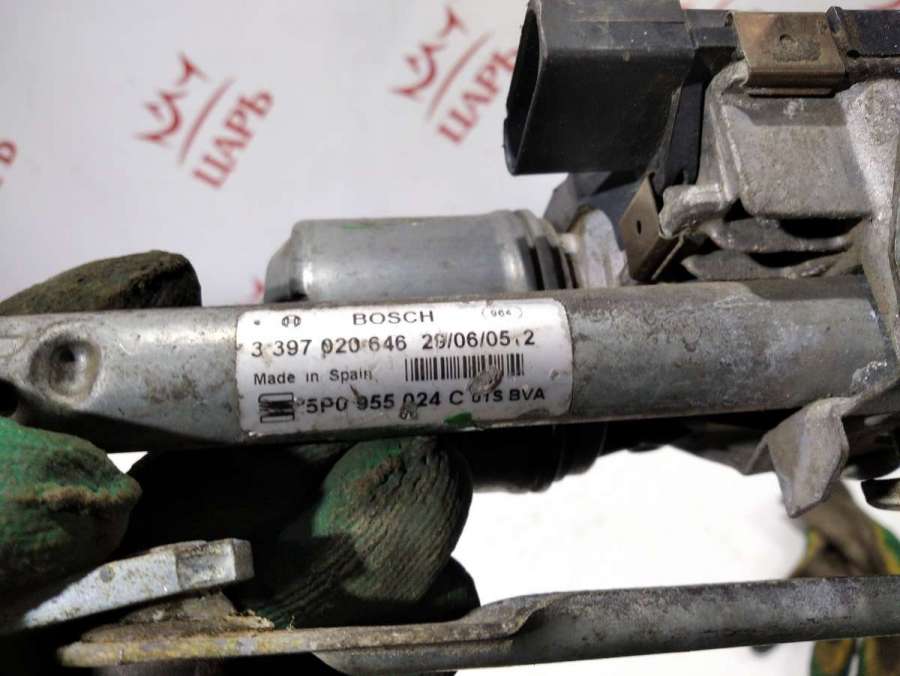 ЦАРЬ
ЦАРЬ
BOSCH (964)
3 397 020 646 29/06/05.2
Made in Spain
5P0 955 024 C 01S BVA